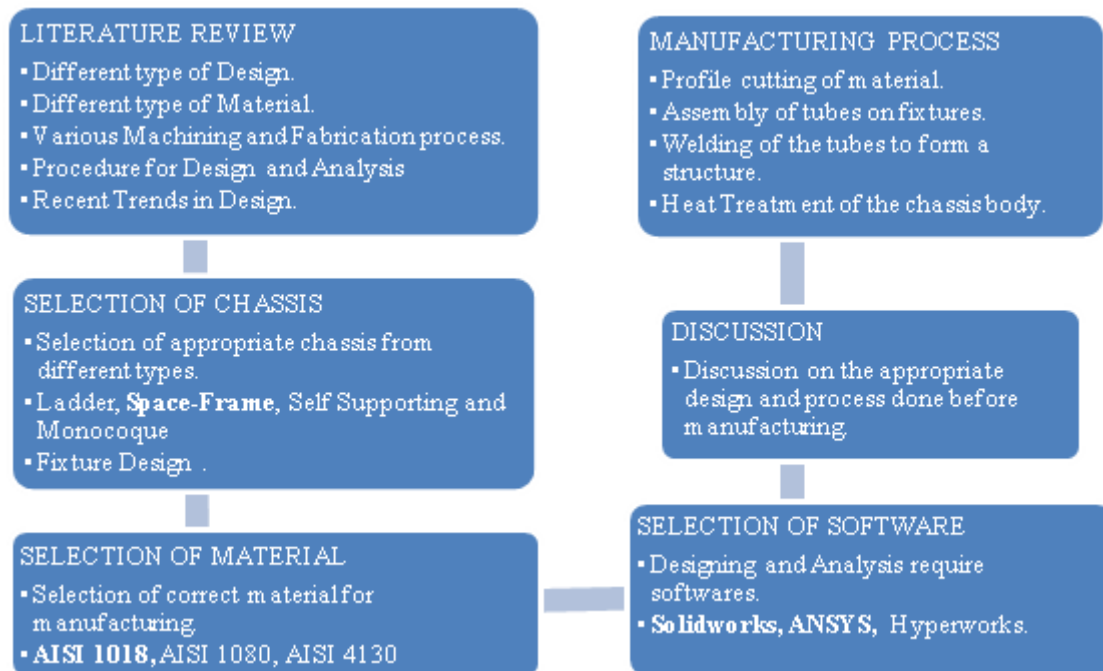 LITERATURE REVIEW
▪ Different type of Design.
▪ Different type of Material.
▪ Various Machining and Fabrication process.
▪ Procedure for Design and Analysis
▪ Recent Trends in Design.
SELECTION OF CHASSIS
▪ Selection of appropriate chassis from
different types.
▪ Ladder, Space-Frame, Self Supporting and
Monocoque
▪ Fixture Design .
SELECTION OF MATERIAL
▪ Selection of correct material for
manufacturing.
▪ AISI 1018, AISI 1080, AISI 4130
SELECTION OF SOFTWARE
▪ Designing and Analysis require
softwares.
▪ Solidworks, ANSYS, Hyperworks.
DISCUSSION
▪ Discussion on the appropriate
design and process done before
manufacturing.
MANUFACTURING PROCESS
▪ Profile cutting of material.
▪ Assembly of tubes on fixtures.
▪ Welding of the tubes to form a
structure.
▪ Heat Treatment of the chassis body.